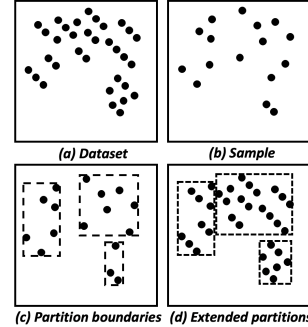 (a) Dataset
(b) Sample
(c) Partition boundaries
(d) Extended partitions